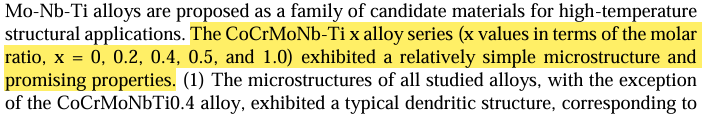 Mo-Nb-Ti alloys are proposed as a family of candidate materials for high-temperature
structural applications. The CoCrMoNb-Ti x alloy series (x values in terms of the molar
ratio, x = 0, 0.2, 0.4, 0.5, and 1.0) exhibited a relatively simple microstructure and
promising properties. (1) The microstructures of all studied alloys, with the exception
of the CoCrMoNbTi0.4 alloy, exhibited a typical dendritic structure, corresponding to